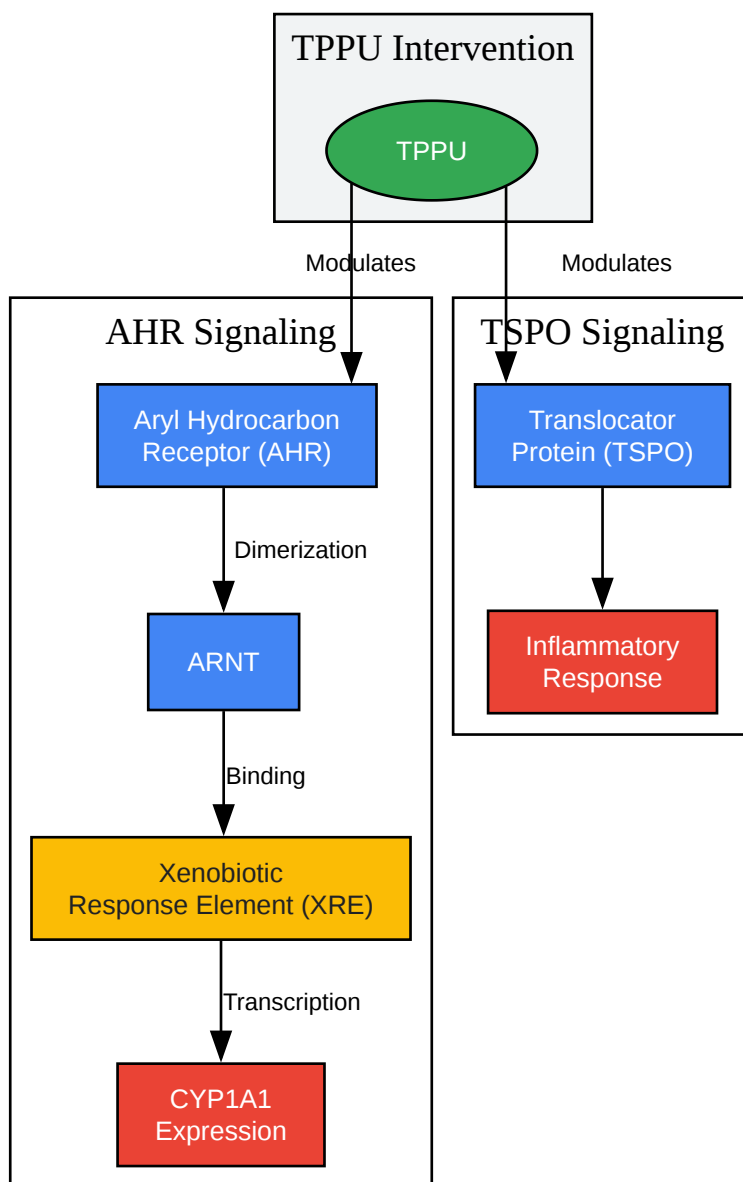 TPPU Intervention
TPPU
Modulates
Modulates
AHR Signaling
Aryl Hydrocarbon
Receptor (AHR)
Dimerization
ARNT
Binding
Xenobiotic
Response Element (XRE)
Transcription
CYP1A1
Expression
TSPO Signaling
Translocator
Protein (TSPO)
Inflammatory
Response